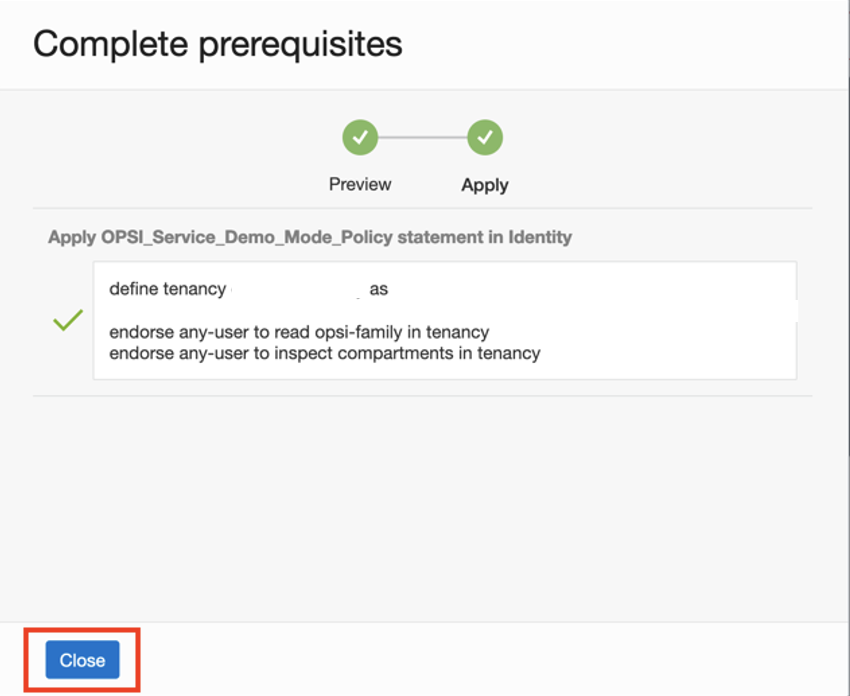 Complete prerequisites
Preview
Apply
Apply OPSI_Service_Demo_Mode_Policy statement in Identity
define tenancy as
endorse any-user to read opsi-family in tenancy
endorse any-user to inspect compartments in tenancy
Close